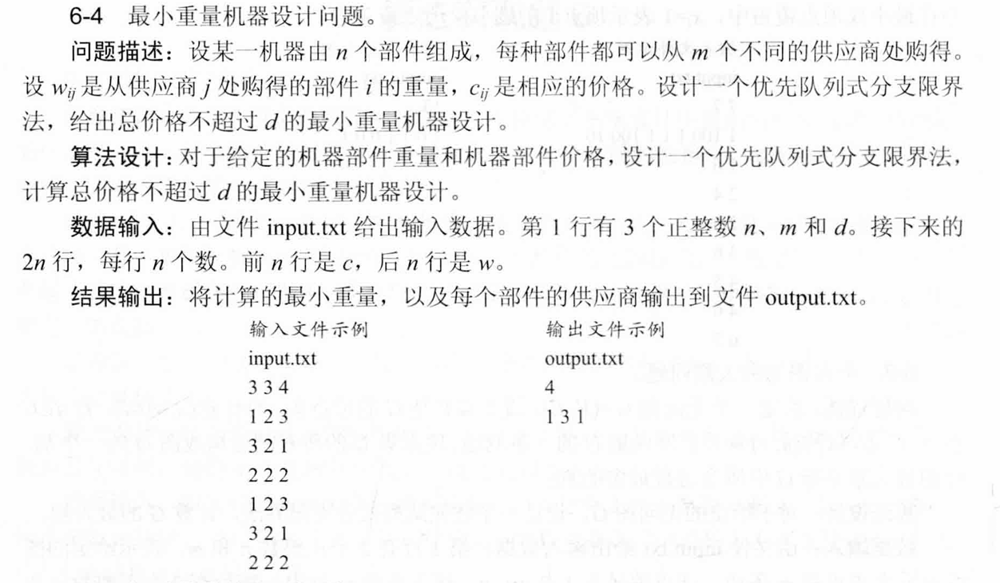 6-4 最小重量机器设计问题。
问题描述：设某一机器由 n 个部件组成，每种部件都可以从 m 个不同的供应商处购得。
设 wij 是从供应商 j 处购得的部件 i 的重量，cij 是相应的价格。设计一个优先队列式分支限界
法，给出总价格不超过 d 的最小重量机器设计。
算法设计：对于给定的机器部件重量和机器部件价格，设计一个优先队列式分支限界法，
计算总价格不超过 d 的最小重量机器设计。
数据输入：由文件 input.txt 给出输入数据。第 1 行有 3 个正整数 n、m 和 d。接下来的
2n 行，每行 n 个数。前 n 行是 c，后 n 行是 w。
结果输出：将计算的最小重量，以及每个部件的供应商输出到文件 output.txt。
输入文件示例 输出文件示例
input.txt output.txt
3 3 4 4
1 2 3 1 3 1
3 2 1
2 2 2
1 2 3
3 2 1
2 2 2